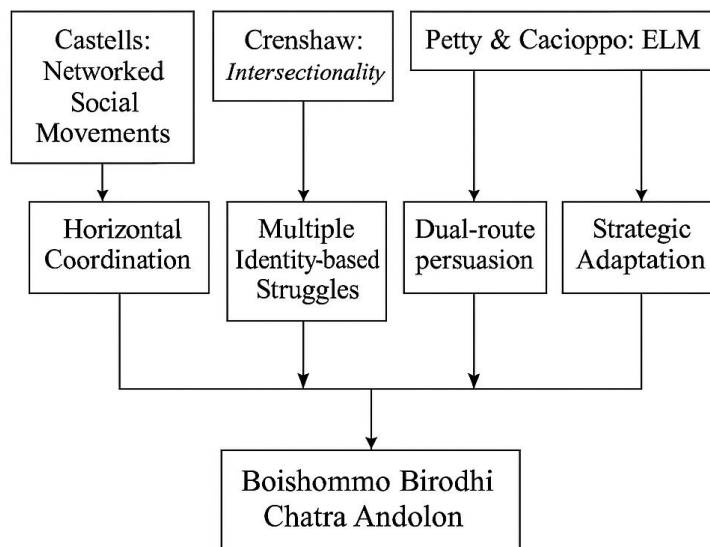 Castells:
Networked
Social
Movements
Crenshaw:
Intersectionality
Petty & Cacioppo: ELM
Horizontal
Coordination
Multiple
Identity-based
Struggles
Dual-route
persuasion
Strategic
Adaptation
Boishommo Birodhi
Chatra Andolon